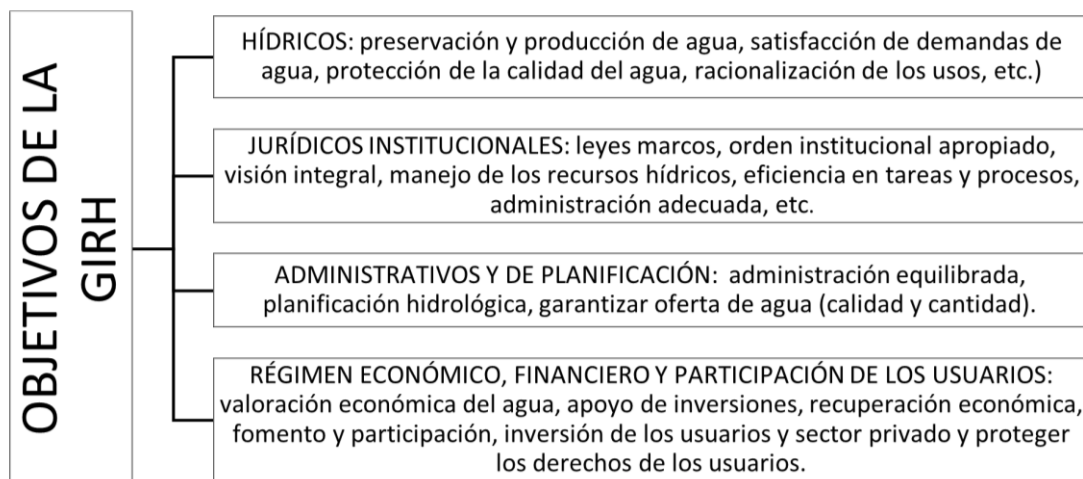 OBJETIVOS DE LA
GIRH
HÍDRICOS: preservación y producción de agua, satisfacción de demandas de
agua, protección de la calidad del agua, racionalización de los usos, etc.)
JURÍDICOS INSTITUCIONALES: leyes marcos, orden institucional apropiado,
visión integral, manejo de los recursos hídricos, eficiencia en tareas y procesos,
administración adecuada, etc.
ADMINISTRATIVOS Y DE PLANIFICACIÓN: administración equilibrada,
planificación hidrológica, garantizar oferta de agua (calidad y cantidad).
RÉGIMEN ECONÓMICO, FINANCIERO Y PARTICIPACIÓN DE LOS USUARIOS:
valoración económica del agua, apoyo de inversiones, recuperación económica,
fomento y participación, inversión de los usuarios y sector privado y proteger
los derechos de los usuarios.